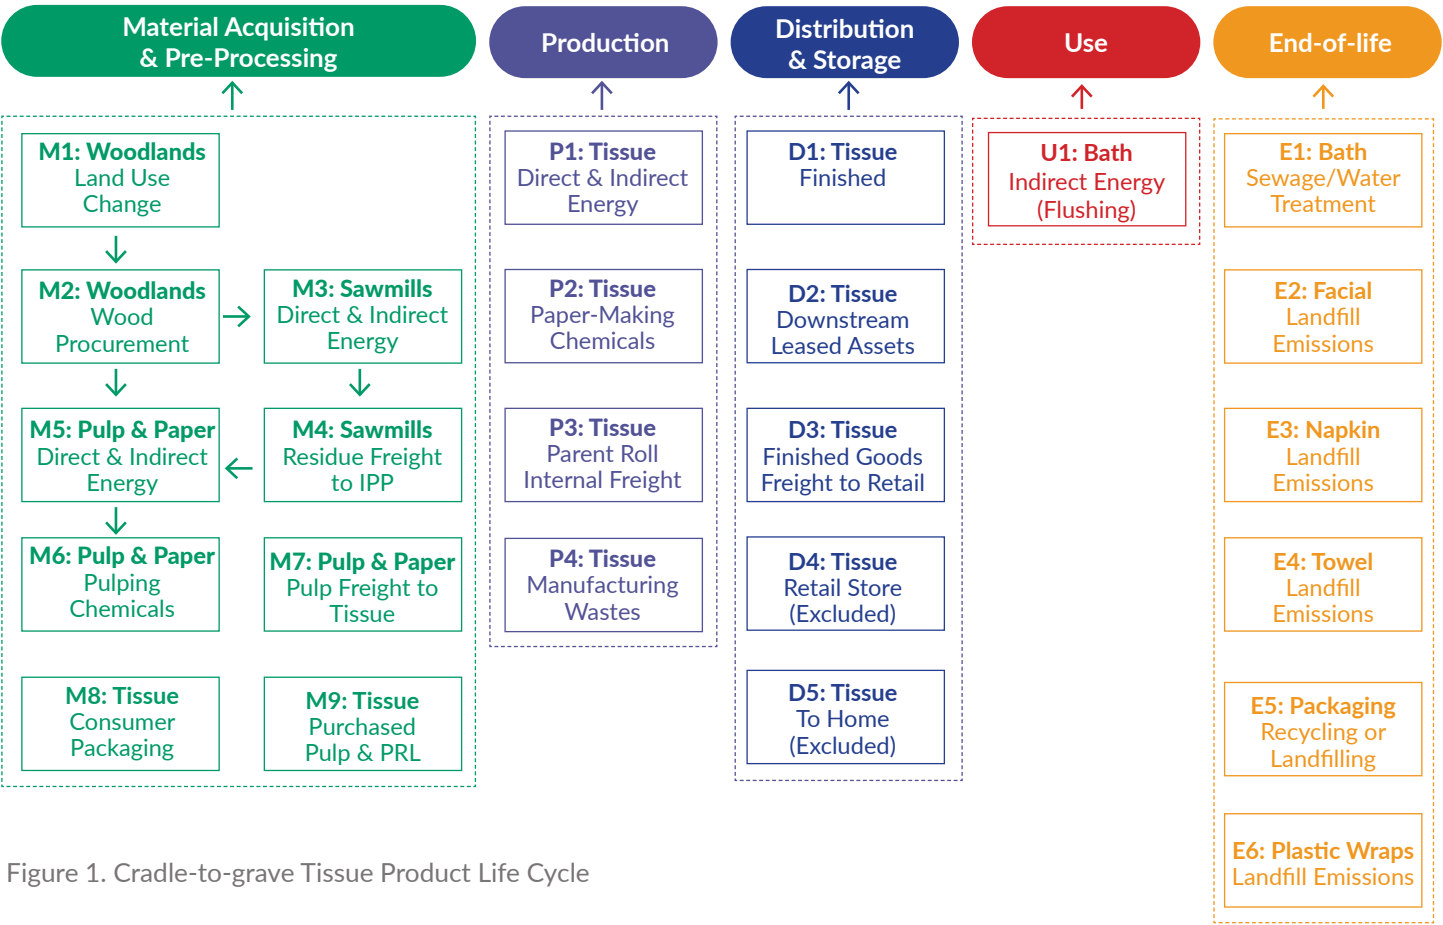 Material Acquisition
& Pre-Processing
Production
Distribution
& Storage
Use
End-of-life
M1: Woodlands
Land Use
Change
M2: Woodlands
Wood
Procurement
M3: Sawmills
Direct & Indirect
Energy
M5: Pulp & Paper
Direct & Indirect
Energy
M4: Sawmills
Residue Freight
to IPP
M6: Pulp & Paper
Pulping
Chemicals
M7: Pulp & Paper
Pulp Freight to
Tissue
M8: Tissue
Consumer
Packaging
M9: Tissue
Purchased
Pulp & PRL
P1: Tissue
Direct & Indirect
Energy
P2: Tissue
Paper-Making
Chemicals
P3: Tissue
Parent Roll
Internal Freight
P4: Tissue
Manufacturing
Wastes
D1: Tissue
Finished
D2: Tissue
Downstream
Leased Assets
D3: Tissue
Finished Goods
Freight to Retail
D4: Tissue
Retail Store
(Excluded)
D5: Tissue
To Home
(Excluded)
U1: Bath
Indirect Energy
(Flushing)
E1: Bath
Sewage/Water
Treatment
E2: Facial
Landfill
Emissions
E3: Napkin
Landfill
Emissions
E4: Towel
Landfill
Emissions
E5: Packaging
Recycling or
Landfilling
E6: Plastic Wraps
Landfill Emissions
Figure 1. Cradle-to-grave Tissue Product Life Cycle